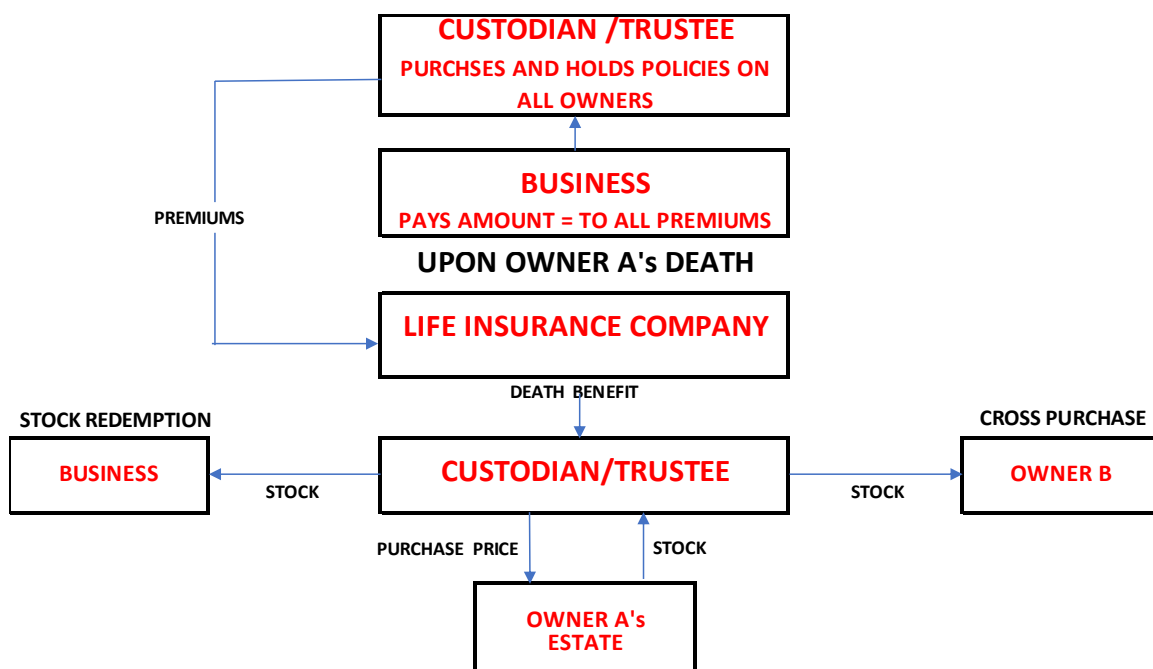 CUSTODIAN /TRUSTEE
PURCHSES AND HOLDS POLICIES ON
ALL OWNERS
BUSINESS
PAYS AMOUNT = TO ALL PREMIUMS
PREMIUMS
UPON OWNER A's DEATH
LIFE INSURANCE COMPANY
DEATH BENEFIT
STOCK REDEMPTION
CROSS PURCHASE
BUSINESS
CUSTODIAN/TRUSTEE
OWNER B
STOCK
STOCK
PURCHASE PRICE
STOCK
OWNER A's
ESTATE